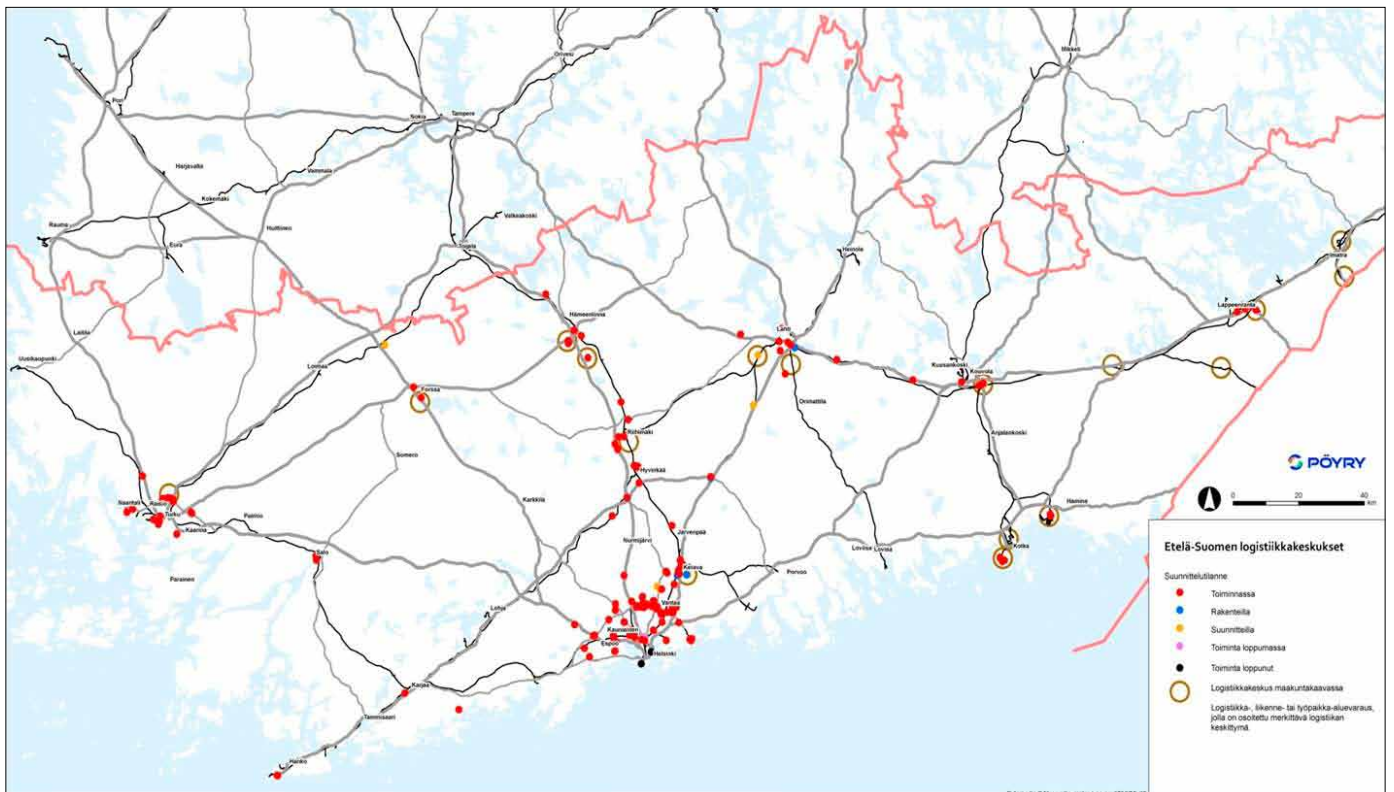 Mikkeli
Orivesi
Pori
Nokia
Tampere
Harjavalta
Vammala
Kokemäki
Rauma
Huittinen
Valkeakoski
Eura
Toijala
Heinola
Imatra
Laitila
Hämeenlinna
Lahti
Lappeenranta
Uusikaupunki
Loimaa
Kuusankoski
Kouvola
Forssa
Orimattila
Riihimäki
Anjalankoski
Somero
Hyvinkää
PÖYRY
Naantali
Raisio
Turku
Karkkila
Hamina
0 20 40
km
Kaarina
Paimio
Nurmijärvi
Järvenpää
Loviisa
Loviisa
Kotka
Salo
Kerava
Porvoo
Parainen
Lohja
Vantaa
Kauniainen
Espoo
Helsinki
Karjaa
Tammisaari
Hanko
Etelä-Suomen logistiikkakeskukset
Suunnittelutilanne
Toiminnassa
Rakenteilla
Suunnitteilla
Toiminta loppumassa
Toiminta loppunut
Logistiikkakeskus maakuntakaavassa
Logistiikka-, liikenne- tai työpaikka-aluevaraus,
jolla on osoitettu merkittävä logistiikan
keskittymä.